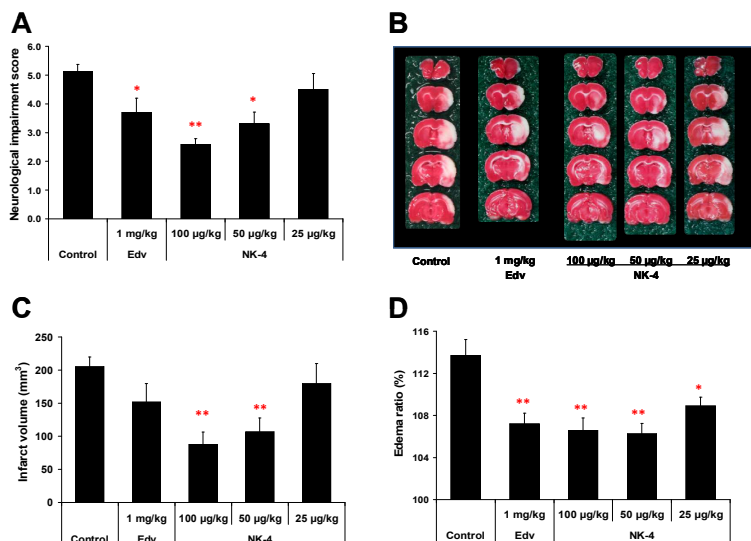 A
Neurological impairment score
6.0
5.0
4.0
3.0
2.0
1.0
0.0
*
**
*
1 mg/kg 100 µg/kg 50 µg/kg 25 µg/kg
Control Edv NK-4
B
Control 1 mg/kg 100 µg/kg 50 µg/kg 25 µg/kg
Edv NK-4
C
Infarct volume (mm³)
250
200
150
100
50
0
** **
1 mg/kg 100 µg/kg 50 µg/kg 25 µg/kg
Control Edv NK-4
D
Edema ratio (%)
116
112
108
104
100
** ** ** *
1 mg/kg 100 µg/kg 50 µg/kg 25 µg/kg
Control Edv NK-4